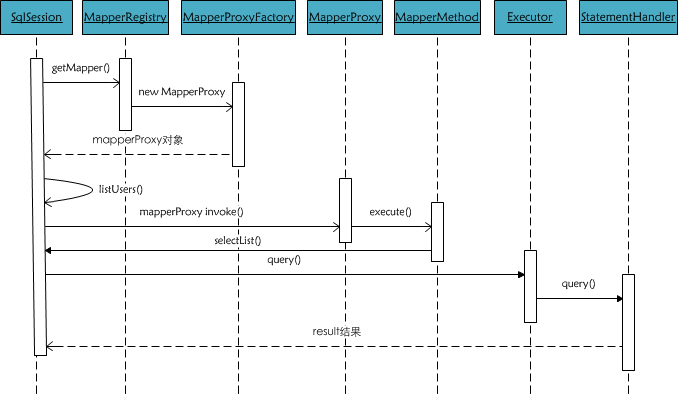 SqlSession
MapperRegistry
MapperProxyFactory
MapperProxy
MapperMethod
Executor
StatementHandler
getMapper()
new MapperProxy
mapperProxy对象
listUsers()
mapperProxy invoke()
execute()
selectList()
query()
query()
result结果